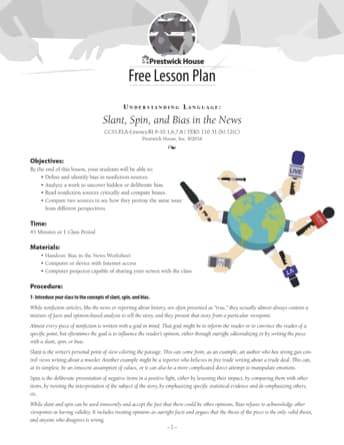 Prestwick House
Free Lesson Plan
UNDERSTANDING LANGUAGE:
Slant, Spin, and Bias in the News
Prestwick House, Inc. ©2016
Objectives:
By the end of this lesson, your students will be able to:
• Define and identify bias in nonfiction sources.
• Analyze a work to uncover hidden or deliberate bias.
• Read nonfiction sources critically and compare biases.
• Compare two sources to see how they portray the same issue
from different perspectives.
Time:
45 Minutes or 1 Class Period
Materials:
• Handout: Bias in the News Worksheet
• Computer or device with Internet access
• Computer projector capable of sharing your screen with the class
Procedure:
1- Introduce your class to the concepts of slant, spin, and bias.
While nonfiction articles, like the news or reporting about history, are often presented as "true," they actually almost always contain a
mixture of facts and opinion-based analysis to tell the story, and they present that story from a particular viewpoint.
Almost every piece of nonfiction is written with a goal in mind. That goal might be to inform the reader or to convince the reader of a
specific point, but oftentimes the goal is to influence the reader's opinion, either through outright editorializing or by writing the piece
with a slant, spin, or bias.
Slant is the writer's personal point of view coloring the passage. This can come from, as an example, an author who has strong gun con-
trol views writing about a murder. Another example might be a reporter who believes in free trade writing about a trade deal. This can,
at its simplest, be an innocent assumption of values, or it can also be a more complicated direct attempt to manipulate emotions.
Spin is the deliberate presentation of negative items in a positive light, either by lessening their impact, by comparing them with other
items, by twisting the interpretation of the subject of the story, by emphasizing specific statistical evidence and de-emphasizing others,
etc.
While slant and spin can be used innocently and accept the fact that there could be other opinions, Bias refuses to acknowledge other
viewpoints as having validity. It includes treating opinions as outright facts and argues that the thesis of the piece is the only valid thesis,
and anyone who disagrees is wrong.
– 1 –
LIVE